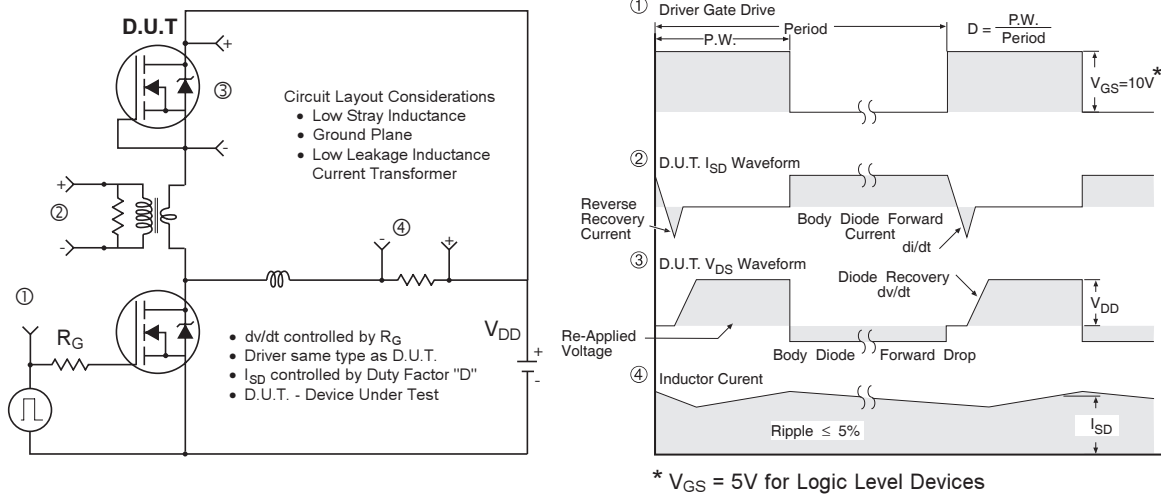 D.U.T
+
③
-
Circuit Layout Considerations
• Low Stray Inductance
• Ground Plane
• Low Leakage Inductance
Current Transformer
+
②
-
④
- +
①
R_G
V_DD
+
-
• dv/dt controlled by R_G
• Driver same type as D.U.T.
• I_SD controlled by Duty Factor "D"
• D.U.T. - Device Under Test
① Driver Gate Drive
Period
P.W.
D = P.W.
Period
V_GS=10V*
② D.U.T. I_SD Waveform
Reverse
Recovery
Current
Body Diode Forward
Current
di/dt
③ D.U.T. V_DS Waveform
Diode Recovery
dv/dt
V_DD
Re-Applied
Voltage
Body Diode Forward Drop
④ Inductor Curent
I_SD
Ripple ≤ 5%
* V_GS = 5V for Logic Level Devices